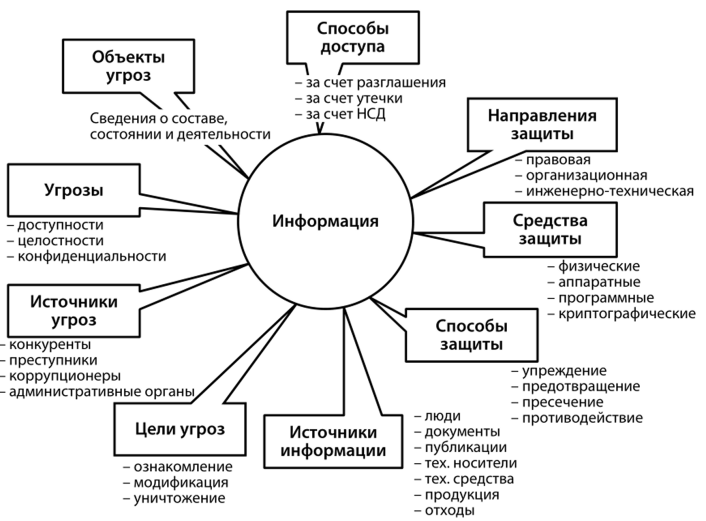 Способы
доступа
– за счет разглашения
– за счет утечки
– за счет НСД
Объекты
угроз
Сведения о составе,
состоянии и деятельности
Направления
защиты
– правовая
– организационная
– инженерно-техническая
Угрозы
– доступности
– целостности
– конфиденциальности
Информация
Средства
защиты
– физические
– аппаратные
– программные
– криптографические
Источники
угроз
– конкуренты
– преступники
– коррупционеры
– административные органы
Способы
защиты
– упреждение
– предотвращение
– пресечение
– противодействие
Цели угроз
– ознакомление
– модификация
– уничтожение
Источники
информации
– люди
– документы
– публикации
– тех. носители
– тех. средства
– продукция
– отходы